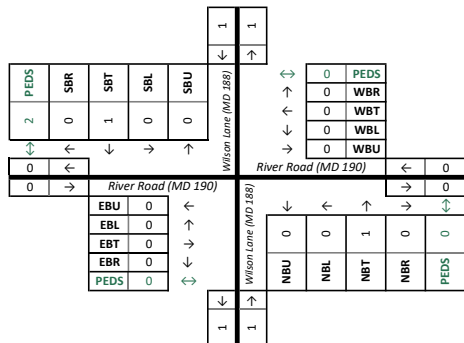 1 1
↓ ↑
PEDS SBR SBT SBL SBU
2 0 1 0 0
↕ ← ↓ → ↑
Wilson Lane (MD 188)
↔ 0 PEDS
↑ 0 WBR
← 0 WBT
↓ 0 WBL
→ 0 WBU
0 ←
0 →
River Road (MD 190)
← 0
→ 0
River Road (MD 190)
EBU 0 ←
EBL 0 ↑
EBT 0 →
EBR 0 ↓
PEDS 0 ↔
Wilson Lane (MD 188)
↓ ← ↑ → ↕
0 0 1 0 0
NBU NBL NBT NBR PEDS
↓ ↑
1 1